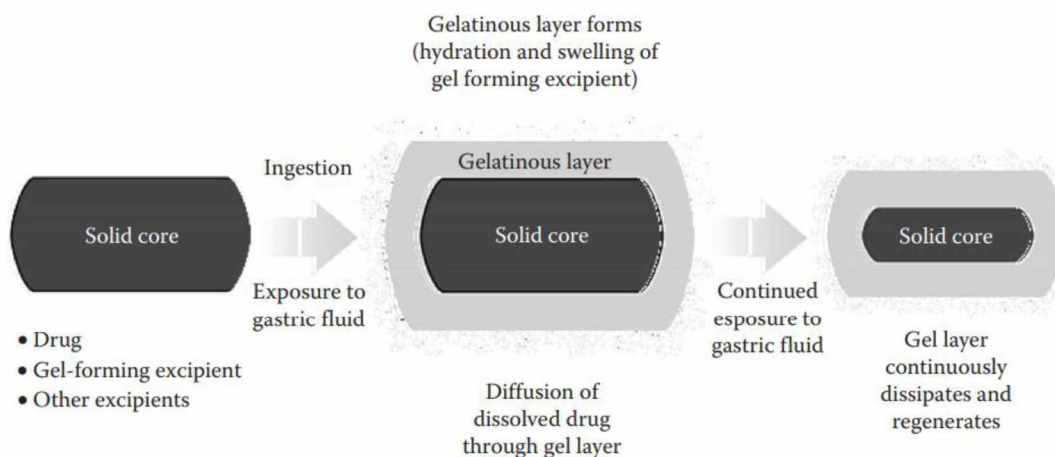 Gelatinous layer forms
(hydration and swelling of
gel forming excipient)
Solid core
• Drug
• Gel-forming excipient
• Other excipients
Ingestion
Exposure to
gastric fluid
Gelatinous layer
Solid core
Diffusion of
dissolved drug
through gel layer
Continued
exposure to
gastric fluid
Solid core
Gel layer
continuously
dissipates and
regenerates